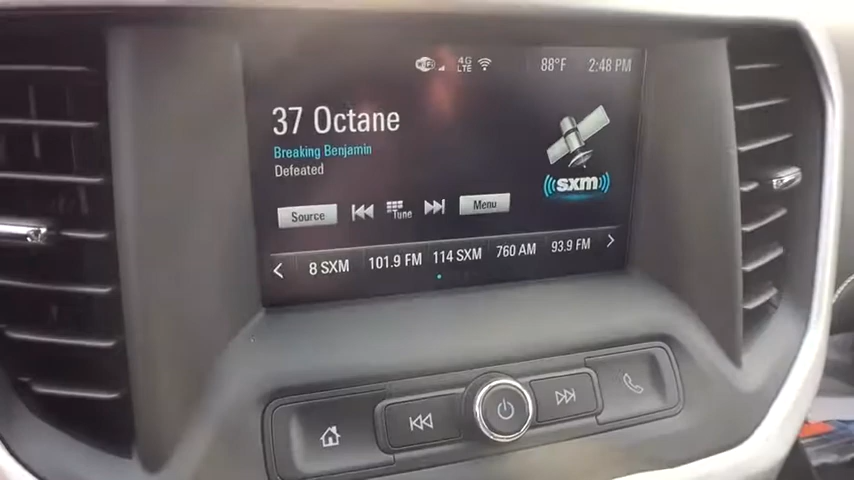 WiFi 4G LTE 88°F 2:48 PM
37 Octane
Breaking Benjamin
Defeated
sxm
Source Tune Menu
8 SXM 101.9 FM 114 SXM 760 AM 93.9 FM